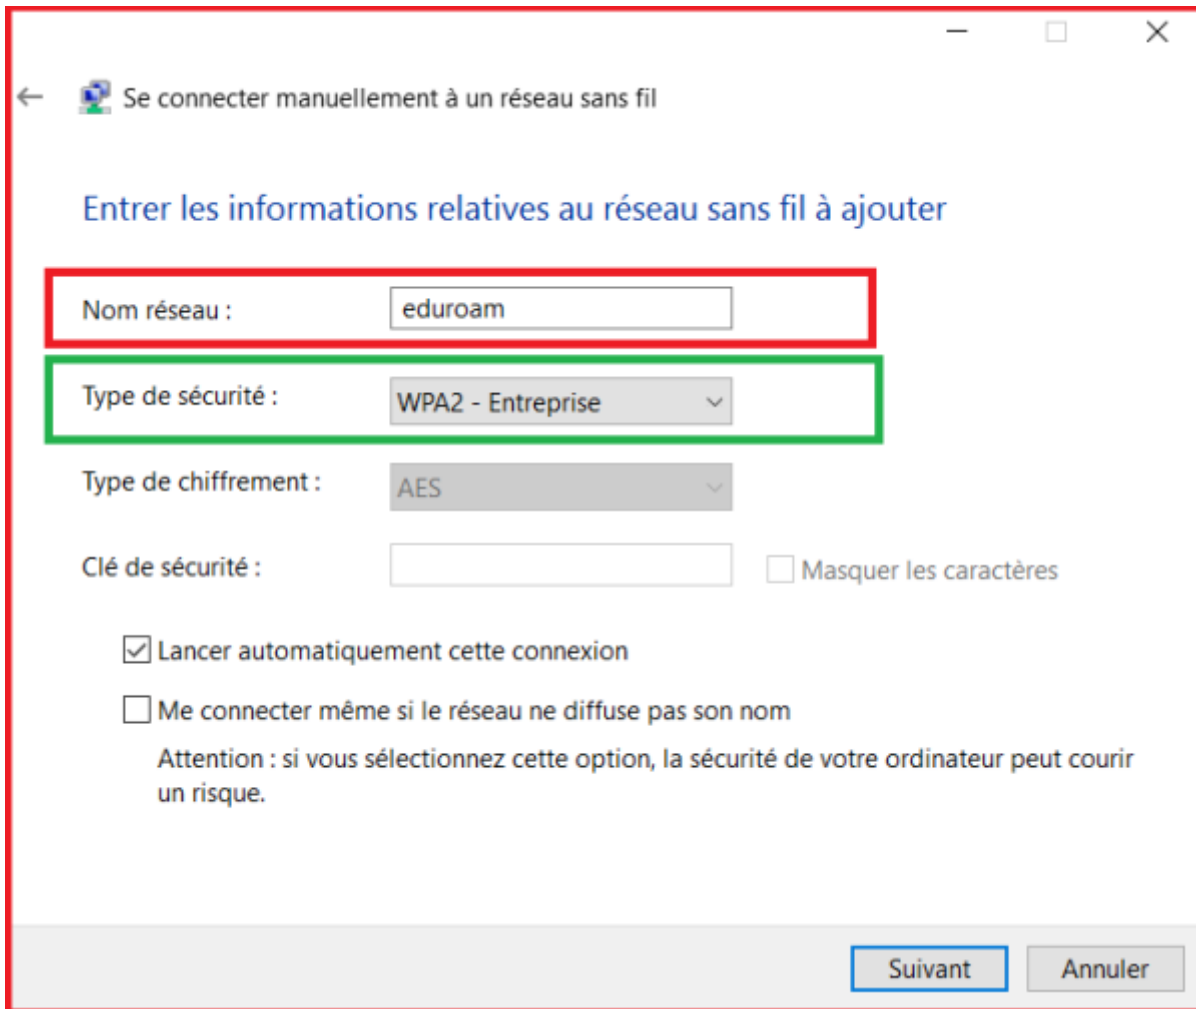 Se connecter manuellement à un réseau sans fil
Entrer les informations relatives au réseau sans fil à ajouter
Nom réseau : eduroam
Type de sécurité : WPA2 - Entreprise
Type de chiffrement : AES
Clé de sécurité : Masquer les caractères
Lancer automatiquement cette connexion
Me connecter même si le réseau ne diffuse pas son nom
Attention : si vous sélectionnez cette option, la sécurité de votre ordinateur peut courir
un risque.
Suivant Annuler